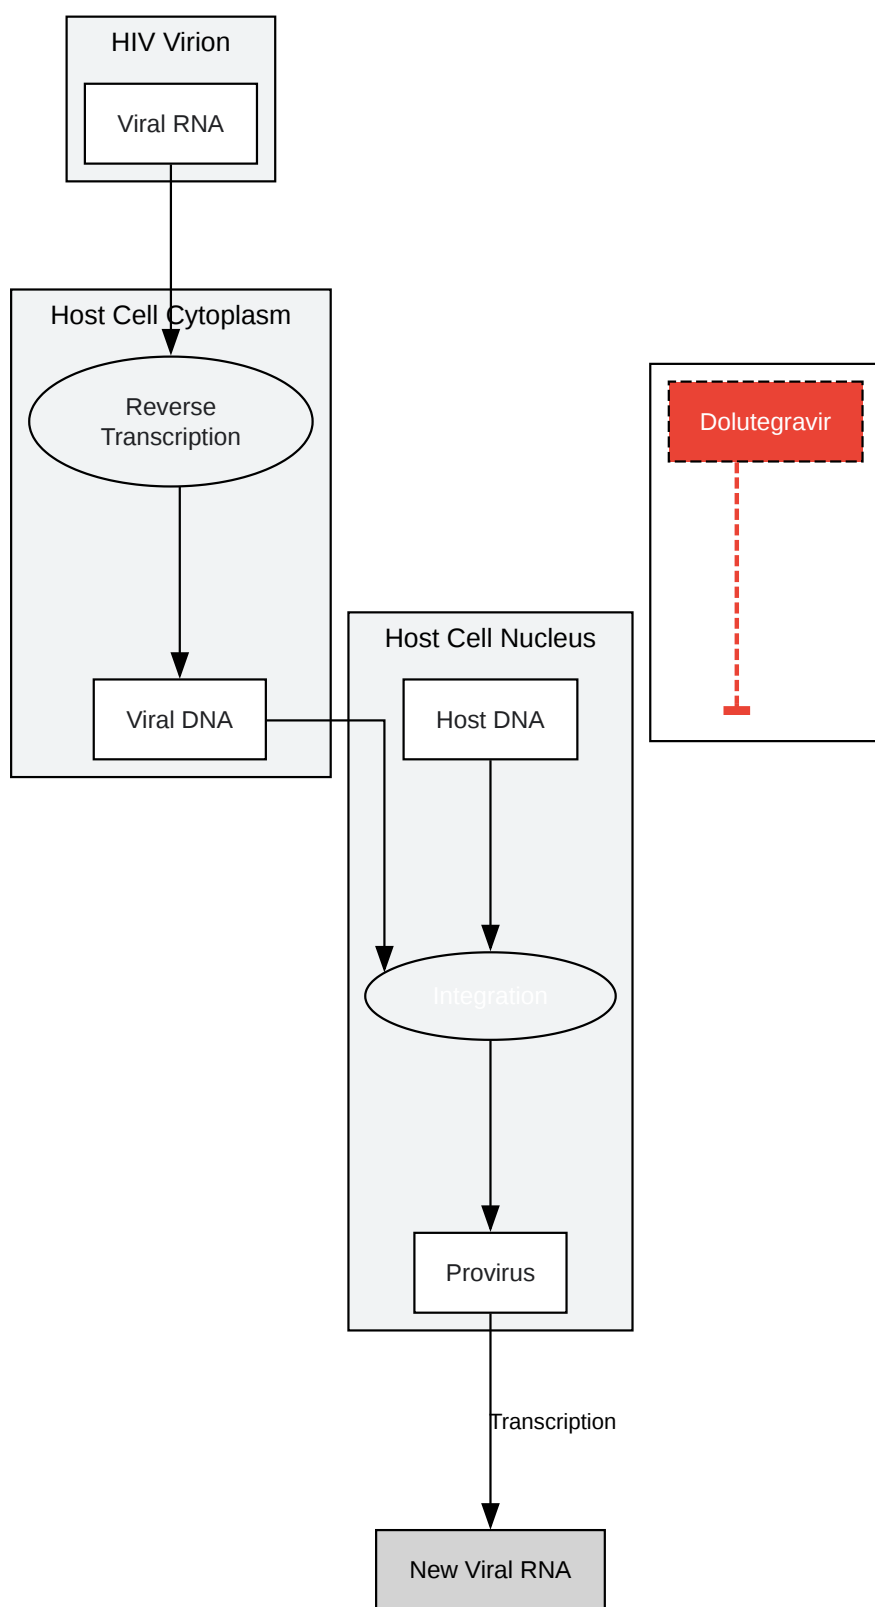 HIV Virion
Viral RNA
Host Cell Cytoplasm
Reverse
Transcription
Dolutegravir
Host Cell Nucleus
Viral DNA
Host DNA
Integration
Provirus
Transcription
New Viral RNA